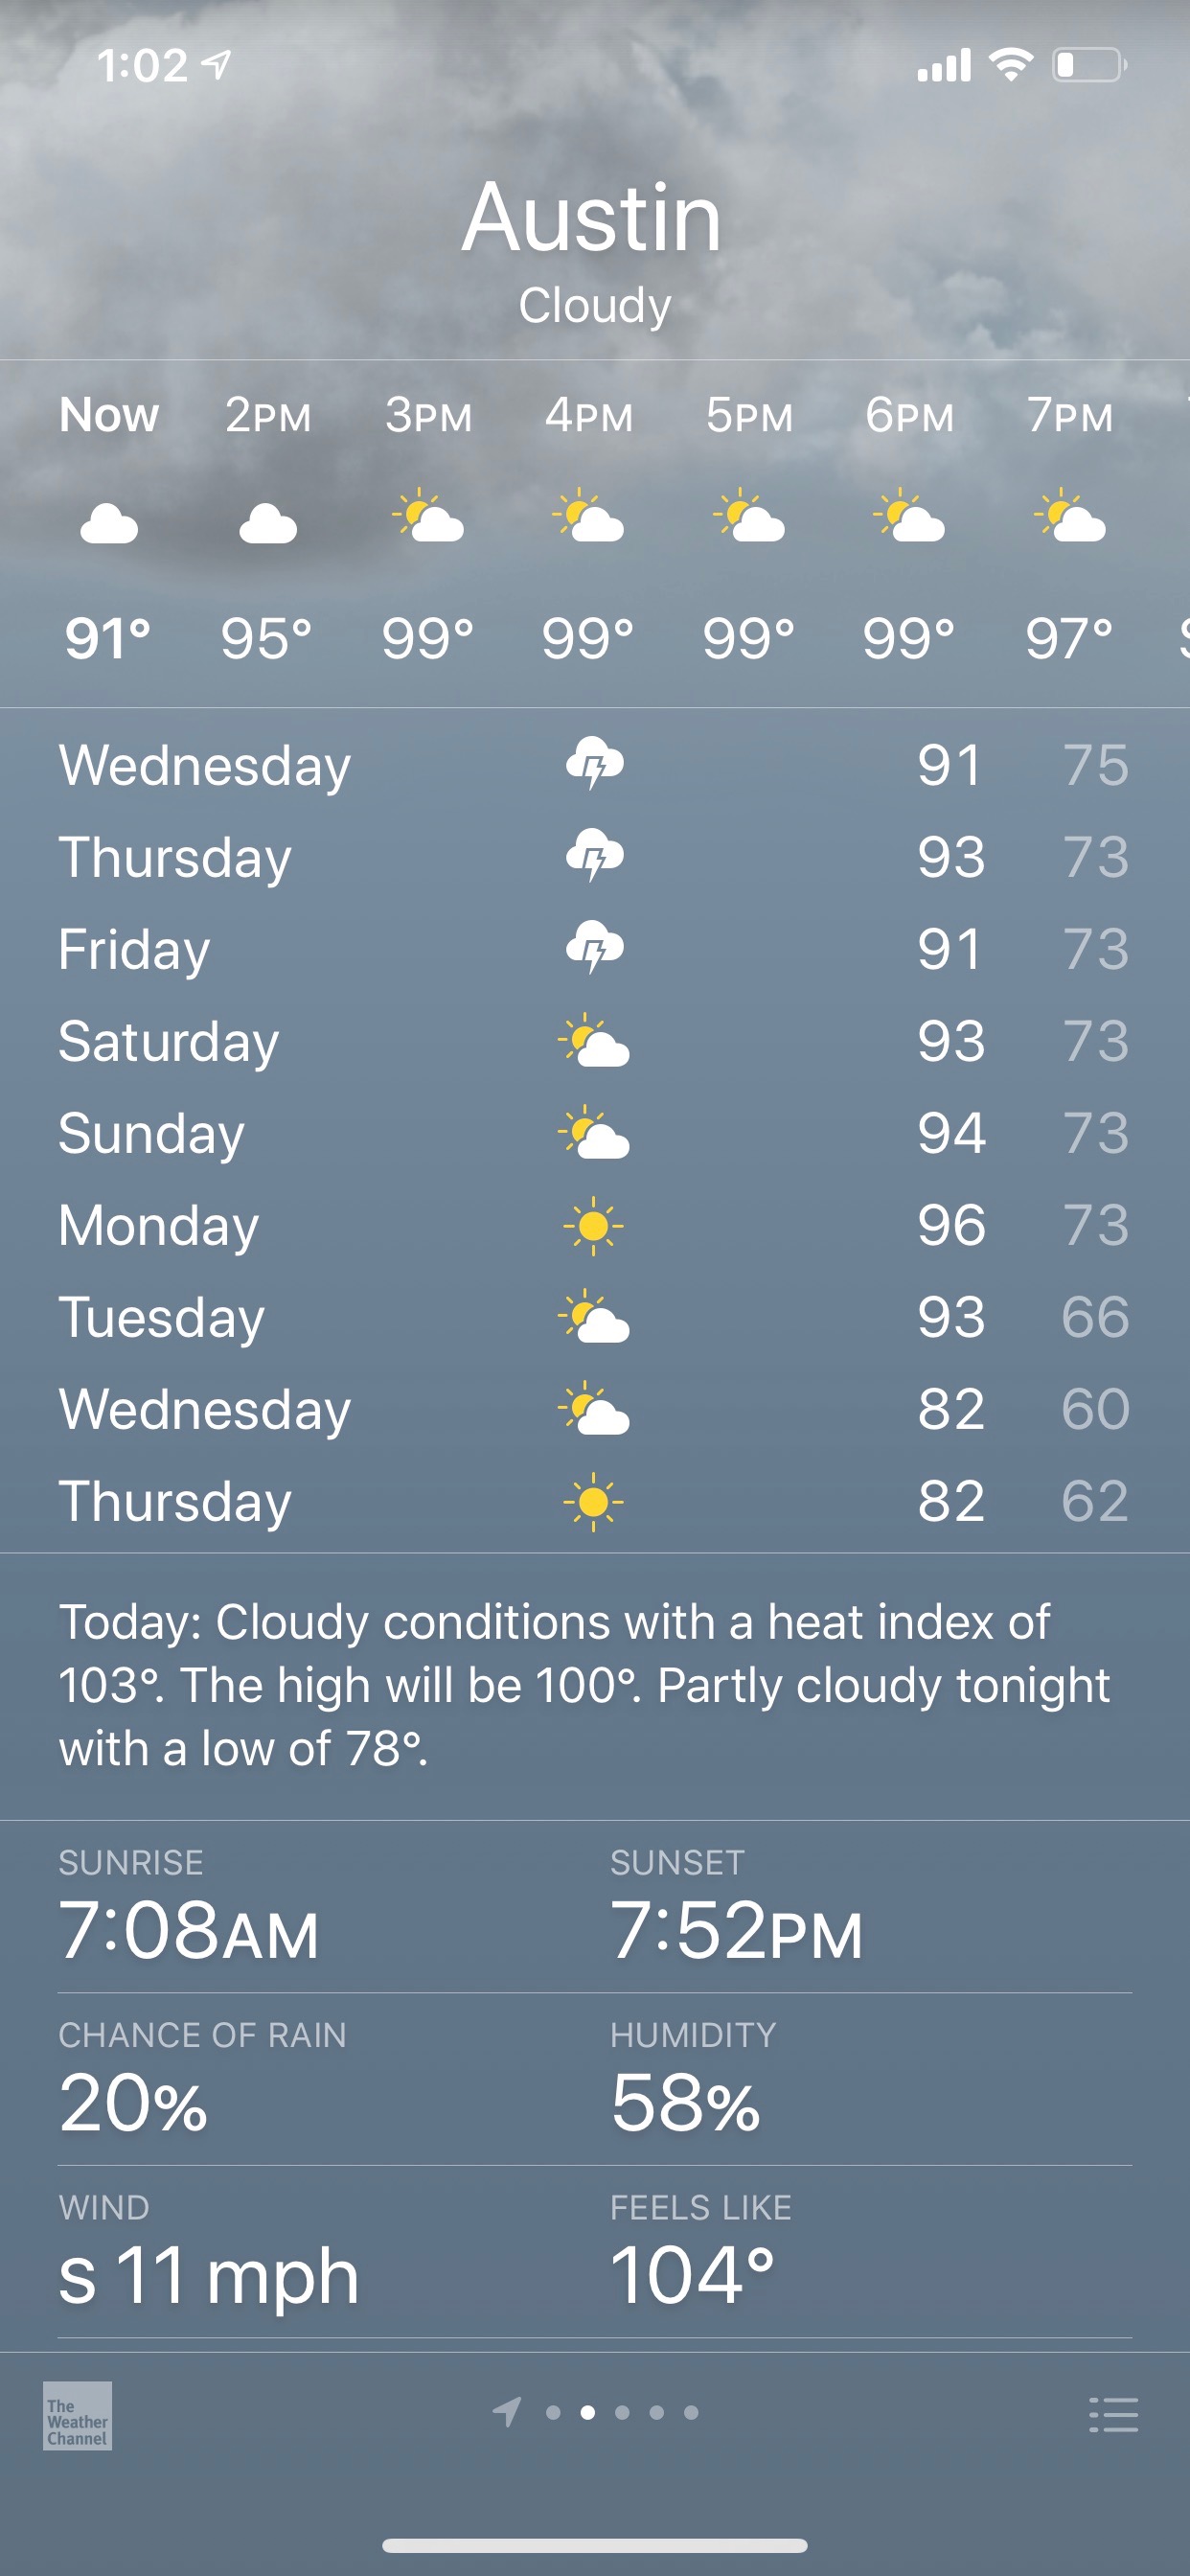 1:02
Austin
Cloudy
Now 2PM 3PM 4PM 5PM 6PM 7PM
91° 95° 99° 99° 99° 99° 97°
Wednesday 91 75
Thursday 93 73
Friday 91 73
Saturday 93 73
Sunday 94 73
Monday 96 73
Tuesday 93 66
Wednesday 82 60
Thursday 82 62
Today: Cloudy conditions with a heat index of
103°. The high will be 100°. Partly cloudy tonight
with a low of 78°.
SUNRISE SUNSET
7:08AM 7:52PM
CHANCE OF RAIN HUMIDITY
20% 58%
WIND FEELS LIKE
s 11 mph 104°
The
Weather
Channel